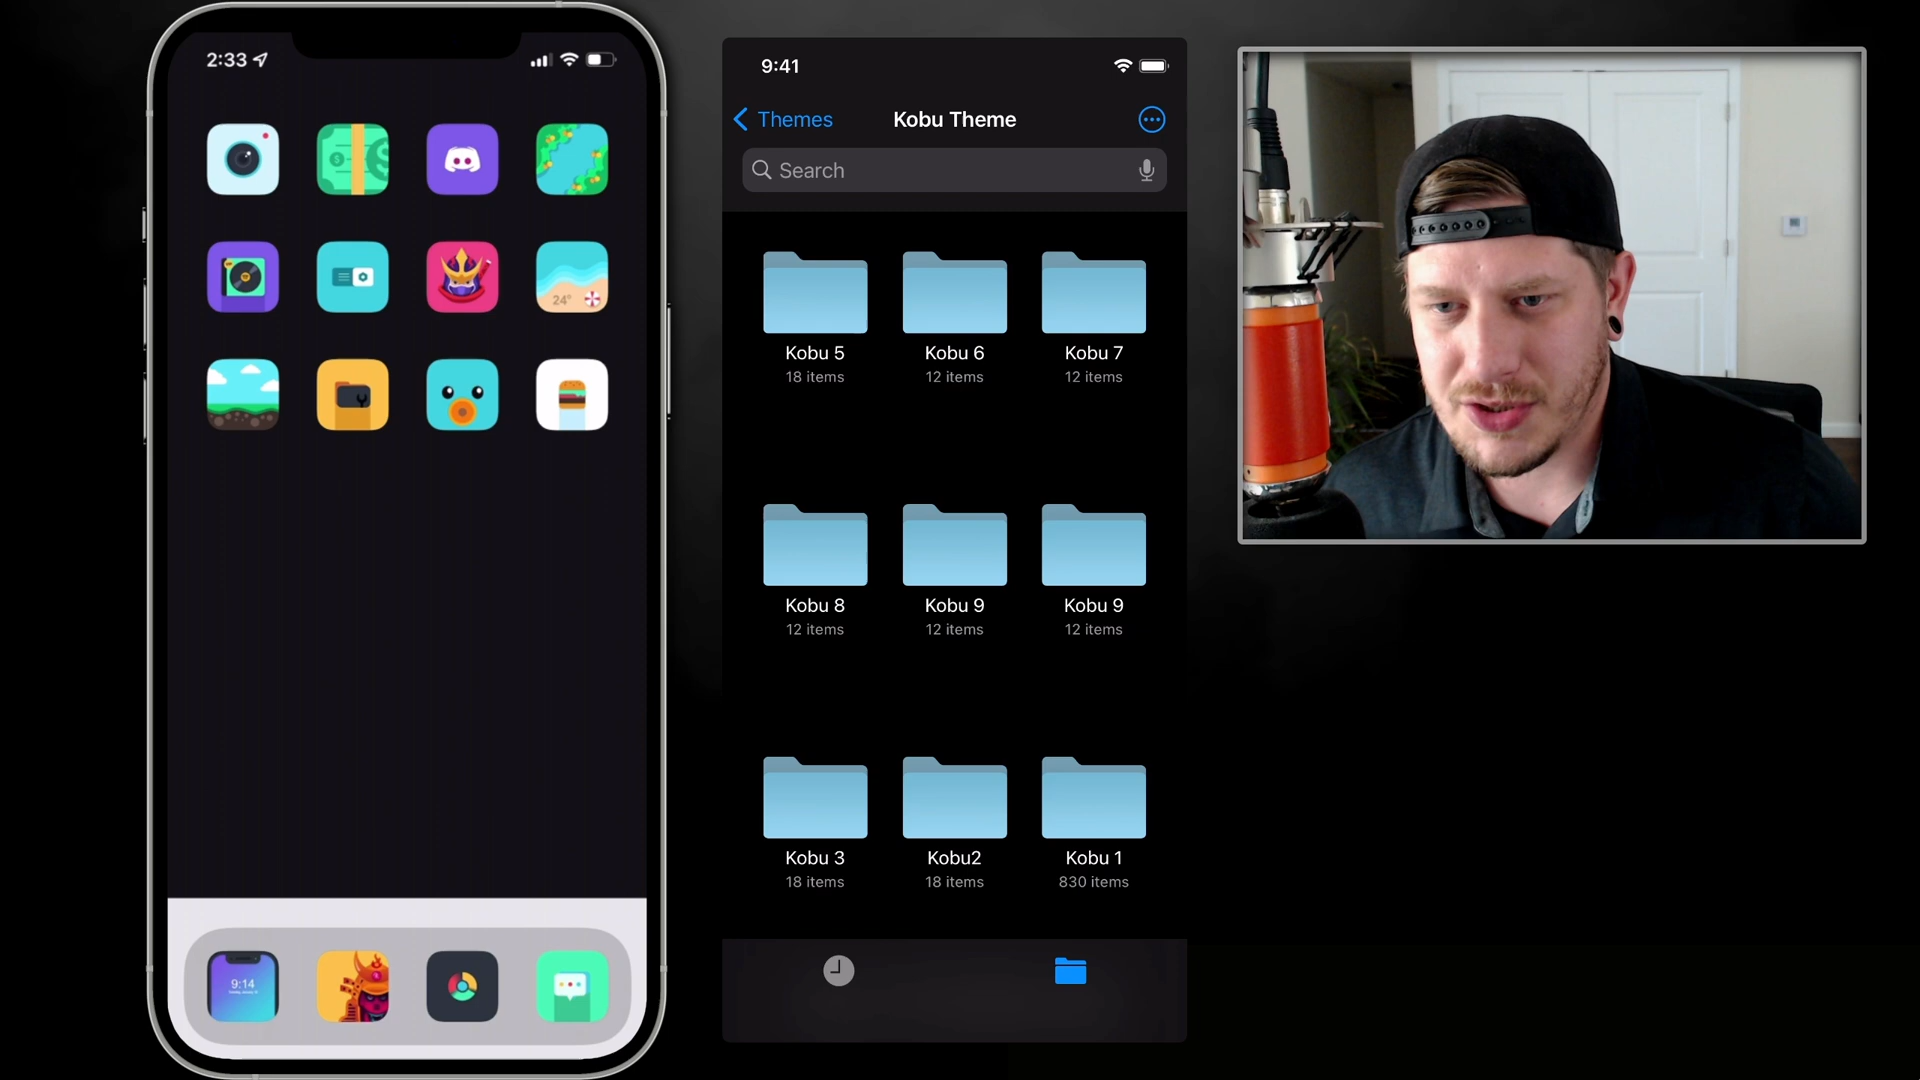 2:33
24°
9:14
9:41
Themes
Kobu Theme
Search
Kobu 5
Kobu 6
Kobu 7
18 items
12 items
12 items
Kobu 8
Kobu 9
Kobu 9
12 items
12 items
12 items
Kobu 3
Kobu2
Kobu 1
18 items
18 items
830 items